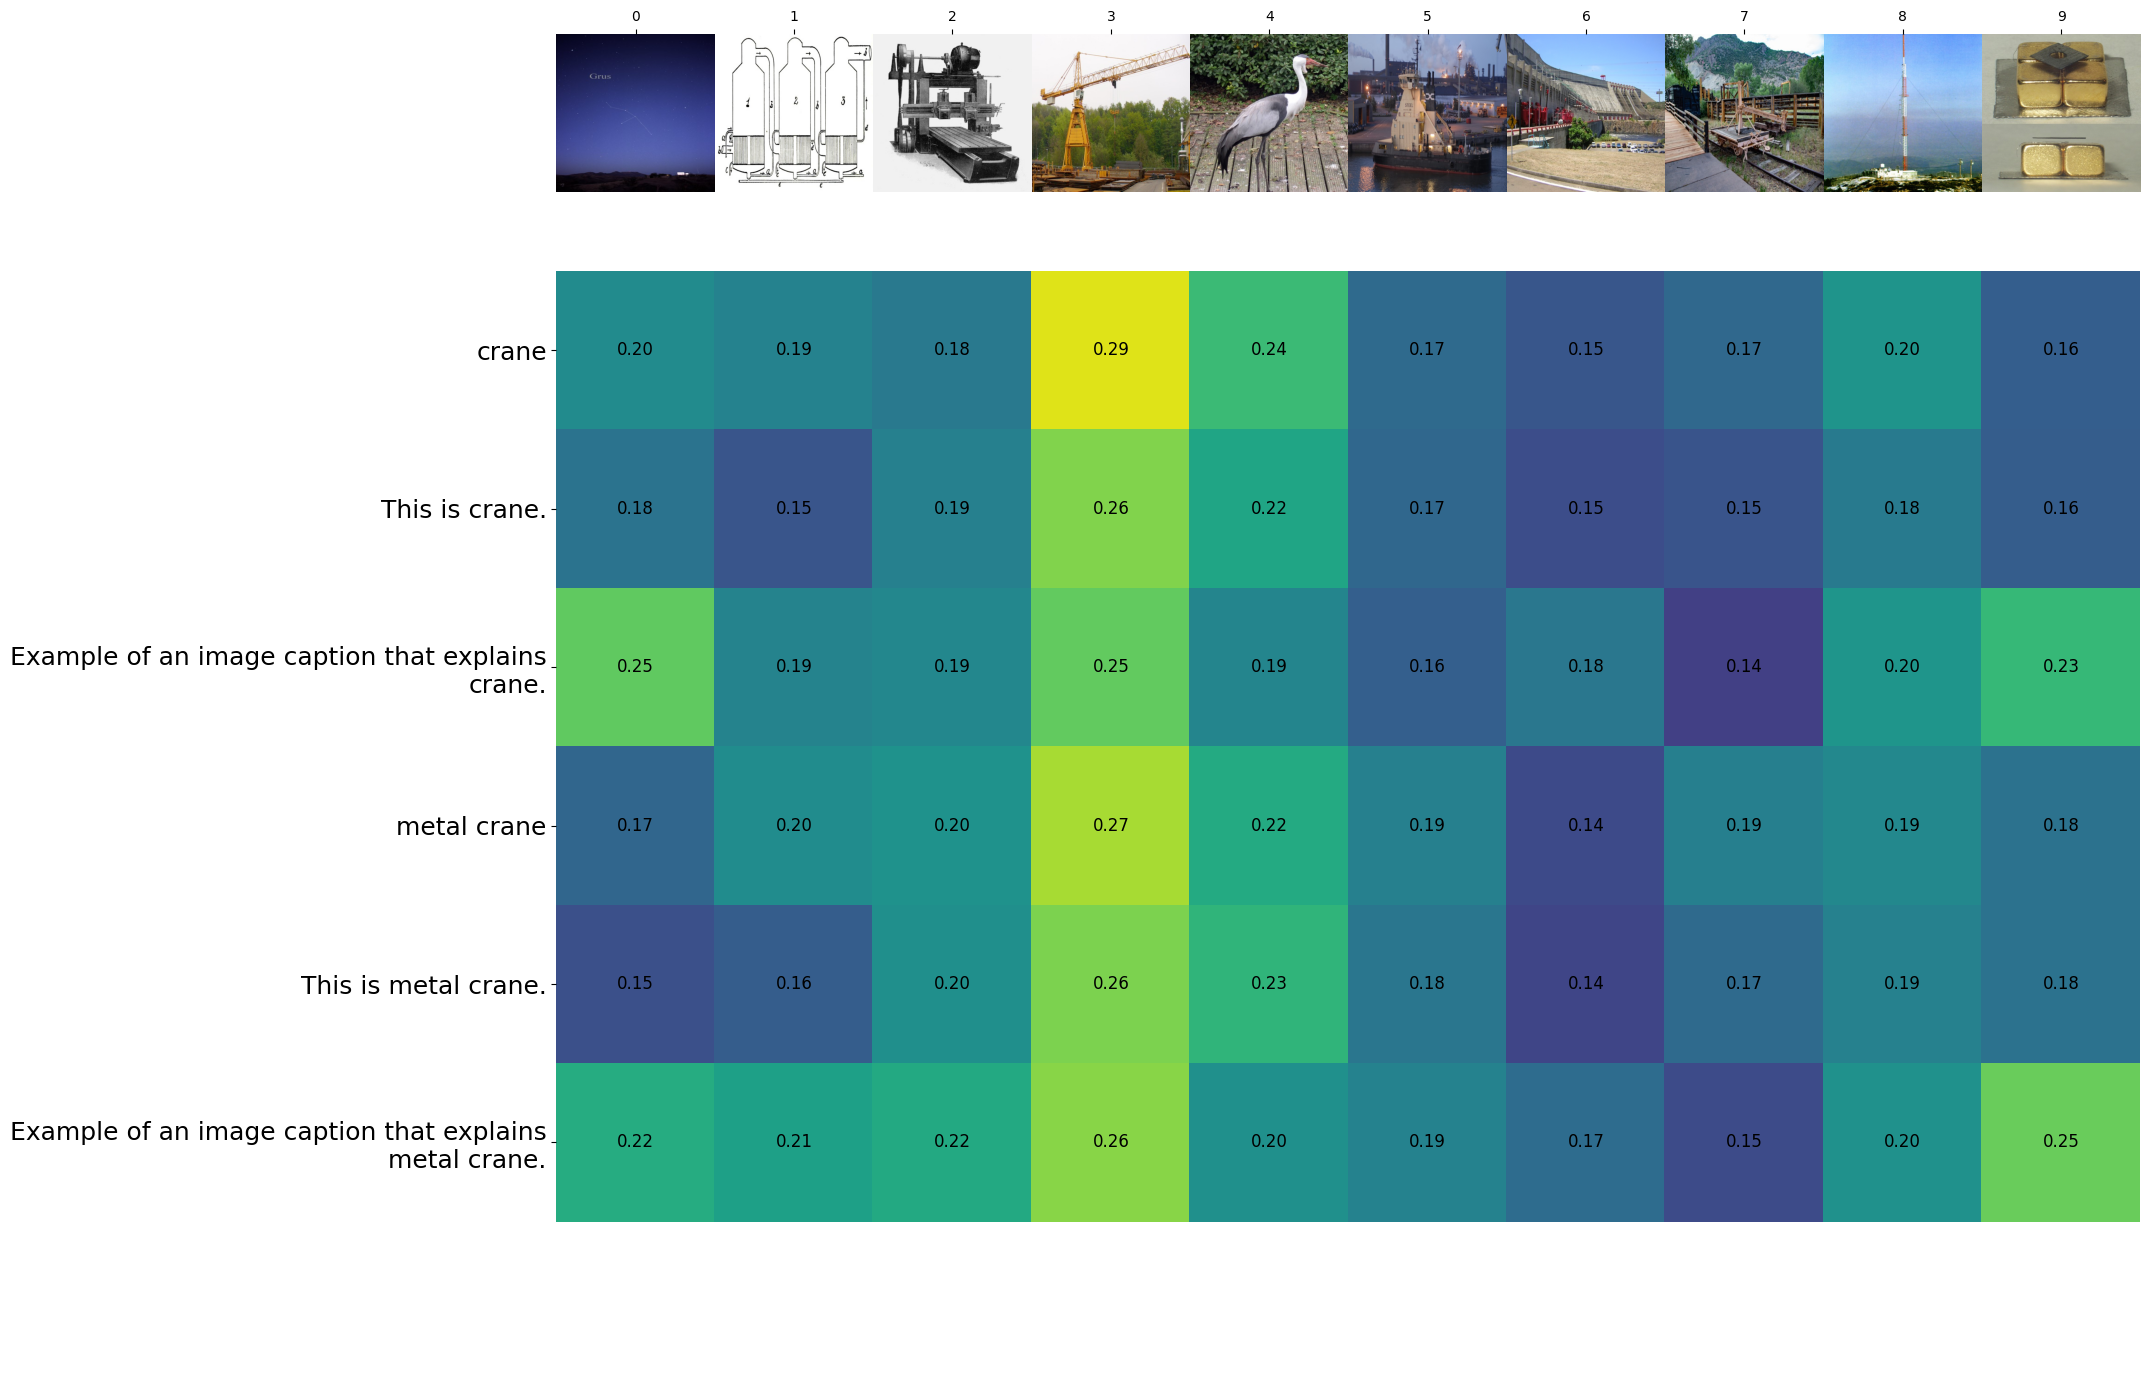 0 1 2 3 4 5 6 7 8 9
Grus
1 2 3
crane 0.20 0.19 0.18 0.29 0.24 0.17 0.15 0.17 0.20 0.16
This is crane. 0.18 0.15 0.19 0.26 0.22 0.17 0.15 0.15 0.18 0.16
Example of an image caption that explains
crane. 0.25 0.19 0.19 0.25 0.19 0.16 0.18 0.14 0.20 0.23
metal crane 0.17 0.20 0.20 0.27 0.22 0.19 0.14 0.19 0.19 0.18
This is metal crane. 0.15 0.16 0.20 0.26 0.23 0.18 0.14 0.17 0.19 0.18
Example of an image caption that explains
metal crane. 0.22 0.21 0.22 0.26 0.20 0.19 0.17 0.15 0.20 0.25